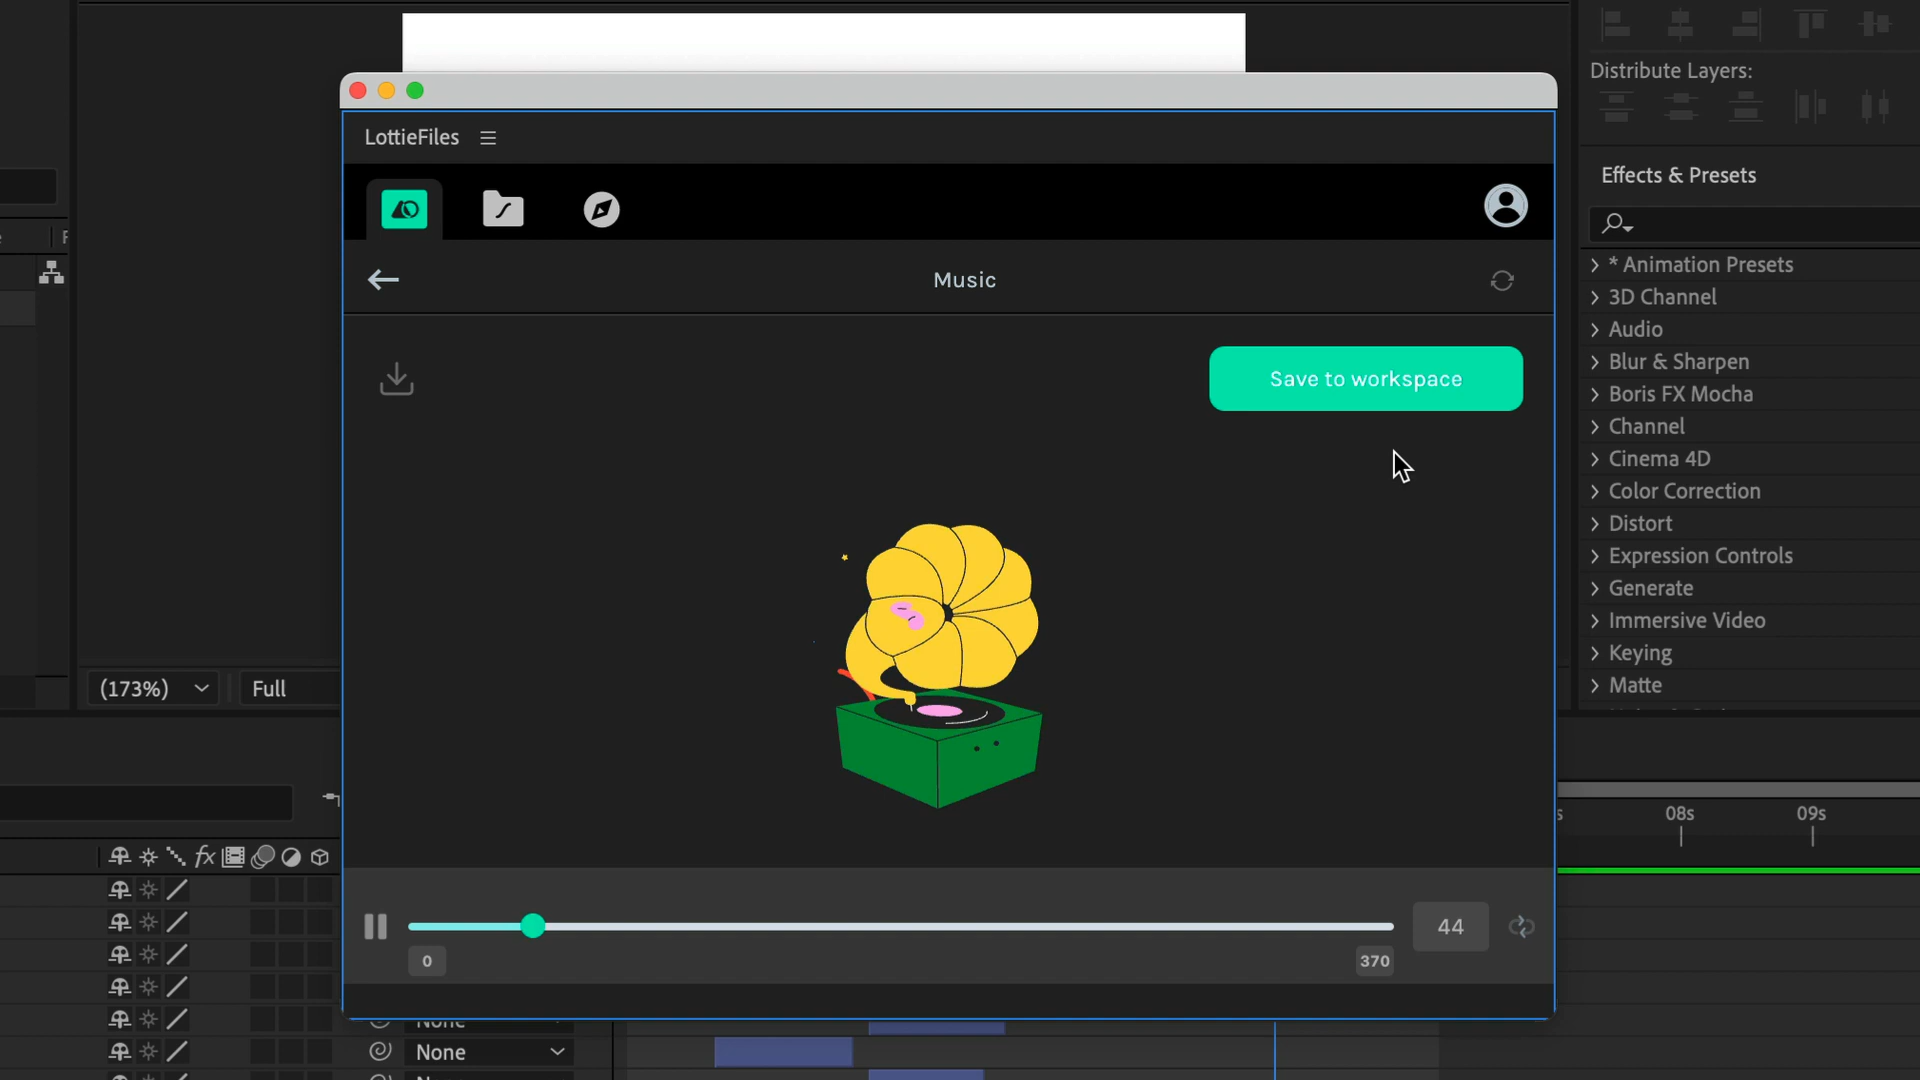 Distribute Layers:
LottieFiles
Effects & Presets
Music
* Animation Presets
3D Channel
Audio
Save to workspace
Blur & Sharpen
Boris FX Mocha
Channel
Cinema 4D
Color Correction
Distort
Expression Controls
Generate
Immersive Video
Keying
Matte
(173%)
Full
08s
09s
fx
44
0
370
None
None